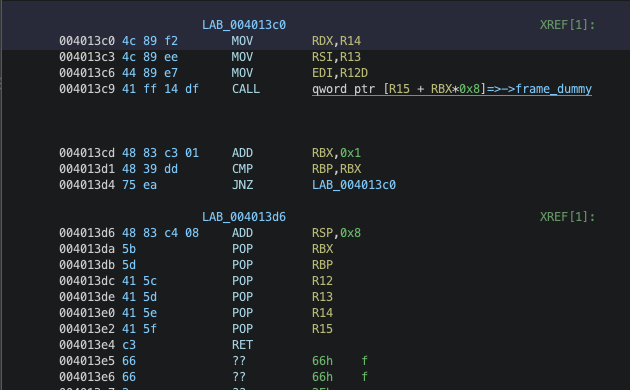 LAB_004013c0 XREF[1]:
004013c0 4c 89 f2 MOV RDX,R14
004013c3 4c 89 ee MOV RSI,R13
004013c6 44 89 e7 MOV EDI,R12D
004013c9 41 ff 14 df CALL qword ptr [R15 + RBX*0x8]=>->frame_dummy
004013cd 48 83 c3 01 ADD RBX,0x1
004013d1 48 39 dd CMP RBP,RBX
004013d4 75 ea JNZ LAB_004013c0
LAB_004013d6 XREF[1]:
004013d6 48 83 c4 08 ADD RSP,0x8
004013da 5b POP RBX
004013db 5d POP RBP
004013dc 41 5c POP R12
004013de 41 5d POP R13
004013e0 41 5e POP R14
004013e2 41 5f POP R15
004013e4 c3 RET
004013e5 66 ?? 66h f
004013e6 66 ?? 66h f